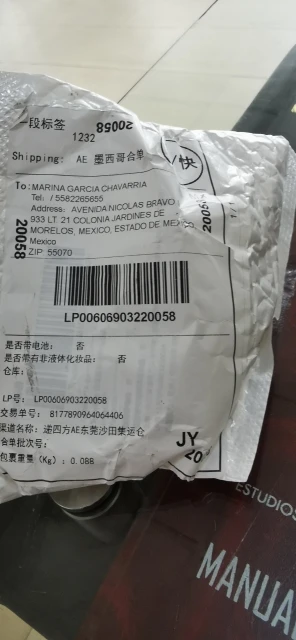 一段标签
20058
1232
Shipping: AE 墨西哥合单
快
To: MARINA GARCIA CHAVARRIA
Tel: / 5582265655
Address: AVENIDA NICOLAS BRAVO
933 LT. 21 COLONIA JARDINES DE
MORELOS, MEXICO, ESTADO DE
Mexico
ZIP: 55070
20058
20058
LP00606903220058
是否带电池: 否
是否带有非液体化妆品: 否
仓库:
LP号: LP00606903220058
交易单号: 8177890964064406
渠道名称: 递四方AE东莞沙田集运仓
合单批次号:
包裹重量(Kg): 0.088
JY
20
ESTUDIOS
MANUA